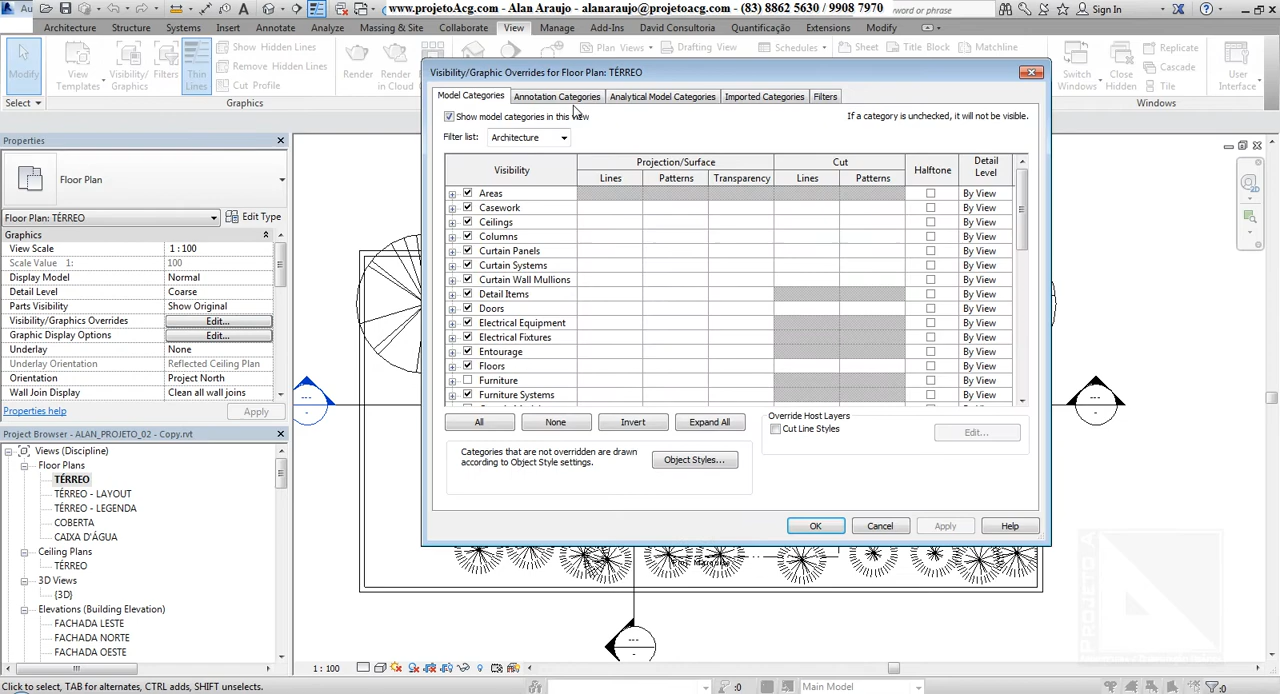 www.projetoAcg.com - Alan Araujo - alanaraujo@projetoacg.com - (83) 8862 5630 / 9908 7970
or phrase
Sign In
Architecture Structure Systems Insert Annotate Analyze Massing & Site Collaborate View Manage Add-Ins David Consultoria Quantificação Extensions Modify
Modify
View Templates
Visibility/ Graphics
Filters
Thin Lines
Show Hidden Lines
Remove Hidden Lines
Cut Profile
Render
Render in Cloud
Plan Views
Drafting View
Schedules
Sheet
Title Block
Matchline
Switch Windows
Close Hidden
Replicate
Cascade
Tile
User Interface
Select
Graphics
Windows
Properties
Floor Plan
Floor Plan: TÉRREO
Edit Type
Graphics
View Scale 1 : 100
Scale Value 1: 100
Display Model Normal
Detail Level Coarse
Parts Visibility Show Original
Visibility/Graphics Overrides Edit...
Graphic Display Options Edit...
Underlay None
Underlay Orientation Reflected Ceiling Plan
Orientation Project North
Wall Join Display Clean all wall joins
Properties help
Apply
Project Browser - ALAN_PROJETO_02 - Copy.rvt
Views (Discipline)
Floor Plans
TÉRREO
TÉRREO - LAYOUT
TÉRREO - LEGENDA
COBERTA
CAIXA D'ÁGUA
Ceiling Plans
TÉRREO
3D Views
{3D}
Elevations (Building Elevation)
FACHADA LESTE
FACHADA NORTE
FACHADA OESTE
Visibility/Graphic Overrides for Floor Plan: TÉRREO
Model Categories Annotation Categories Analytical Model Categories Imported Categories Filters
Show model categories in this view
If a category is unchecked, it will not be visible.
Filter list: Architecture
Visibility Projection/Surface Cut Halftone Detail Level
Lines Patterns Transparency Lines Patterns
Areas By View
Casework By View
Ceilings By View
Columns By View
Curtain Panels By View
Curtain Systems By View
Curtain Wall Mullions By View
Detail Items By View
Doors By View
Electrical Equipment By View
Electrical Fixtures By View
Entourage By View
Floors By View
Furniture By View
Furniture Systems By View
All None Invert Expand All
Override Host Layers
Cut Line Styles
Edit...
Categories that are not overridden are drawn according to Object Style settings.
Object Styles...
OK Cancel Apply Help
1 : 100
Click to select, TAB for alternates, CTRL adds, SHIFT unselects.
:0
Main Model
:0
PROJETO A